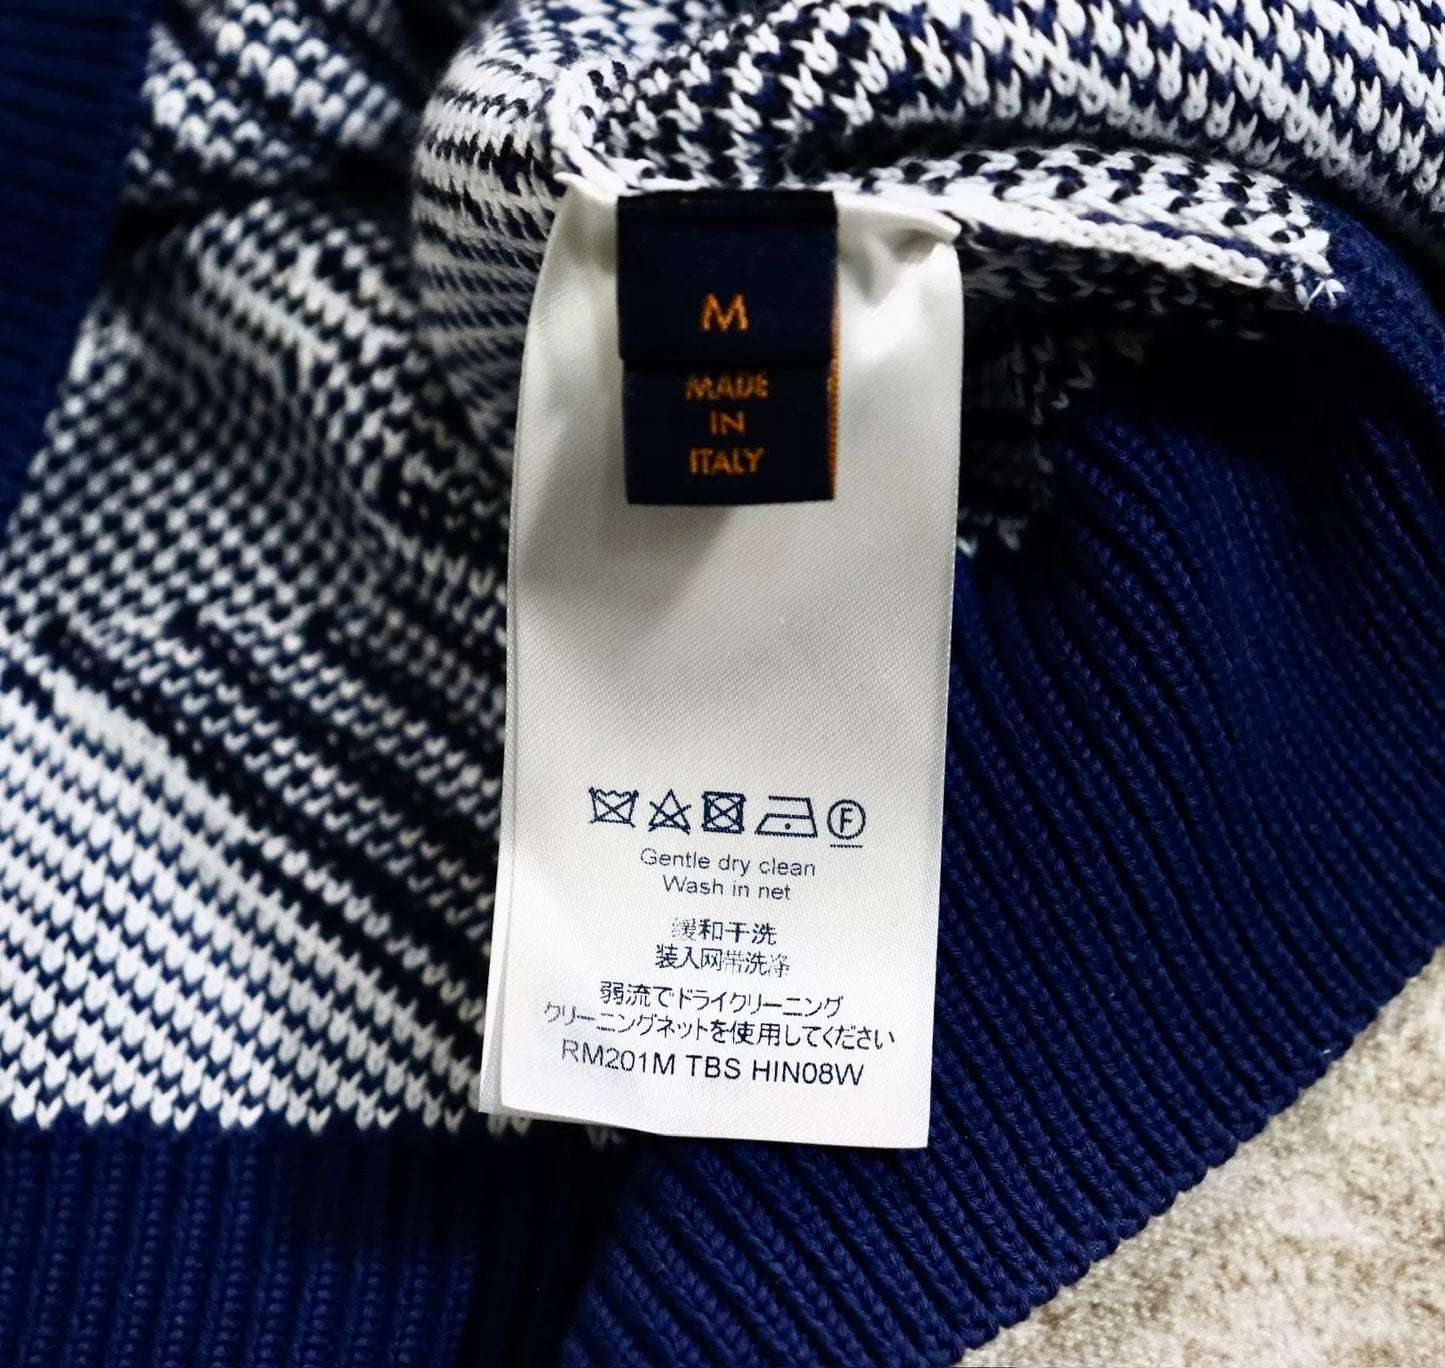 M
MADE
IN
ITALY
F
Gentle dry clean
Wash in net
缓和干洗
装入网带洗涤
弱流でドライクリーニング
クリーニングネットを使用してください
RM201M TBS HIN08W